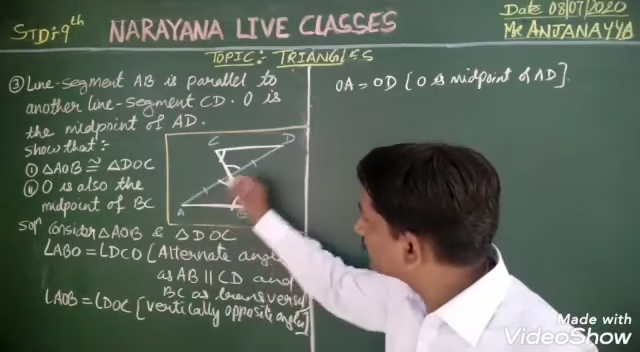 STD: 9th
NARAYANA LIVE CLASSES
Date 08/07/2020
Mr ANJANAYYA
TOPIC: TRIANGLES
③ Line-segment AB is parallel to
another line-segment CD. O is
the midpoint of AD.
show that:-
① ΔAOB ≅ ΔDOC
⑪ O is also the
midpoint of BC
C D
A
Sol consider ΔAOB & ΔDOC
∠ABO = ∠DCO [Alternate angle
as AB || CD and
BC as transversal
∠AOB = ∠DOC [vertically opposite angles]
OA = OD [O is midpoint of AD].
Made with
VideoShow